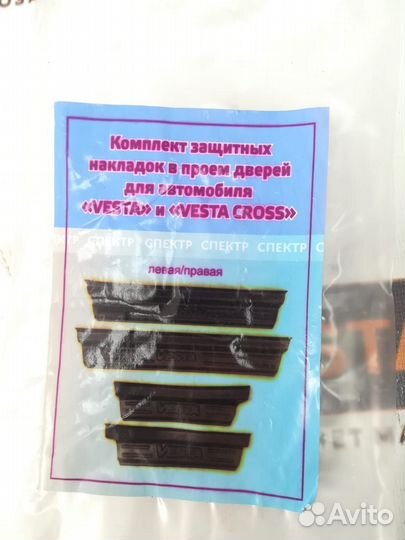 Комплект защитных
накладок в проем дверей
для автомобиля
«VESTA» и «VESTA CROSS»
СПЕКТР СПЕКТР СПЕКТР СПЕКТР С
левая/правая
Avito